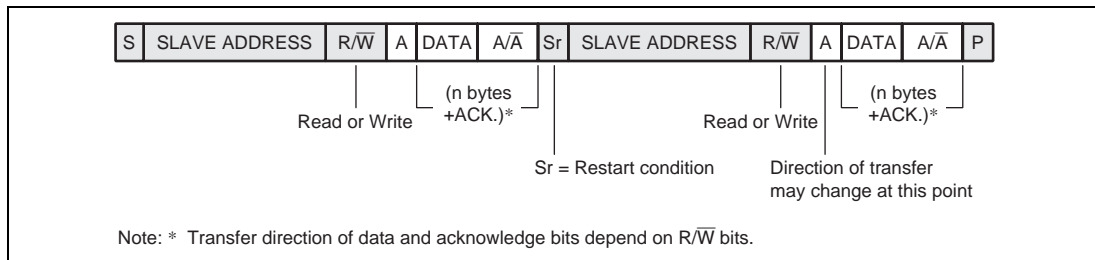 S SLAVE ADDRESS R/W̅ A DATA A/A̅ Sr SLAVE ADDRESS R/W̅ A DATA A/A̅ P
(n bytes +ACK.)* (n bytes +ACK.)*
Read or Write Read or Write
Sr = Restart condition
Direction of transfer
may change at this point
Note: * Transfer direction of data and acknowledge bits depend on R/W̅ bits.